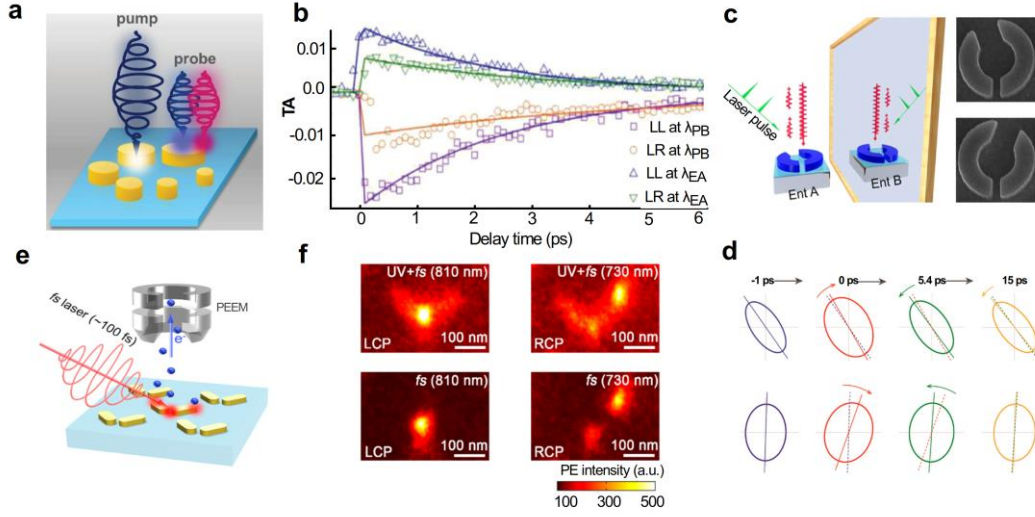 a
pump
probe
b
TA
0.01
0.0
-0.01
-0.02
LL at λPB
LR at λPB
LL at λEA
LR at λEA
0
1
2
3
4
5
6
Delay time (ps)
c
Laser pulse
Ent A
Ent B
e
fs laser (~100 fs)
PEEM
e-
f
UV+fs (810 nm)
LCP
100 nm
UV+fs (730 nm)
RCP
100 nm
fs (810 nm)
LCP
100 nm
fs (730 nm)
RCP
100 nm
PE intensity (a.u.)
100
300
500
d
-1 ps
0 ps
5.4 ps
15 ps